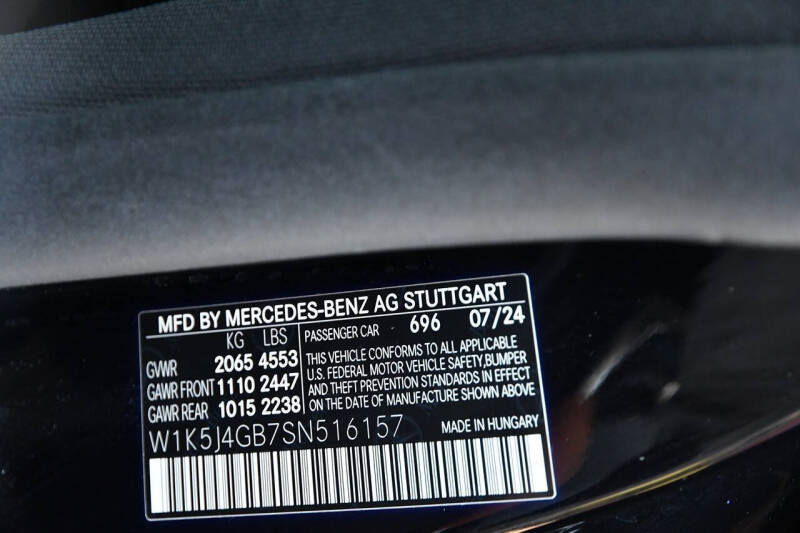 MFD BY MERCEDES-BENZ AG STUTTGART
KG LBS
GVWR 2065 4553
GAWR FRONT 1110 2447
GAWR REAR 1015 2238
PASSENGER CAR 696 07/24
THIS VEHICLE CONFORMS TO ALL APPLICABLE
U.S. FEDERAL MOTOR VEHICLE SAFETY,BUMPER
AND THEFT PREVENTION STANDARDS IN EFFECT
ON THE DATE OF MANUFACTURE SHOWN ABOVE
W1K5J4GB7SN516157
MADE IN HUNGARY